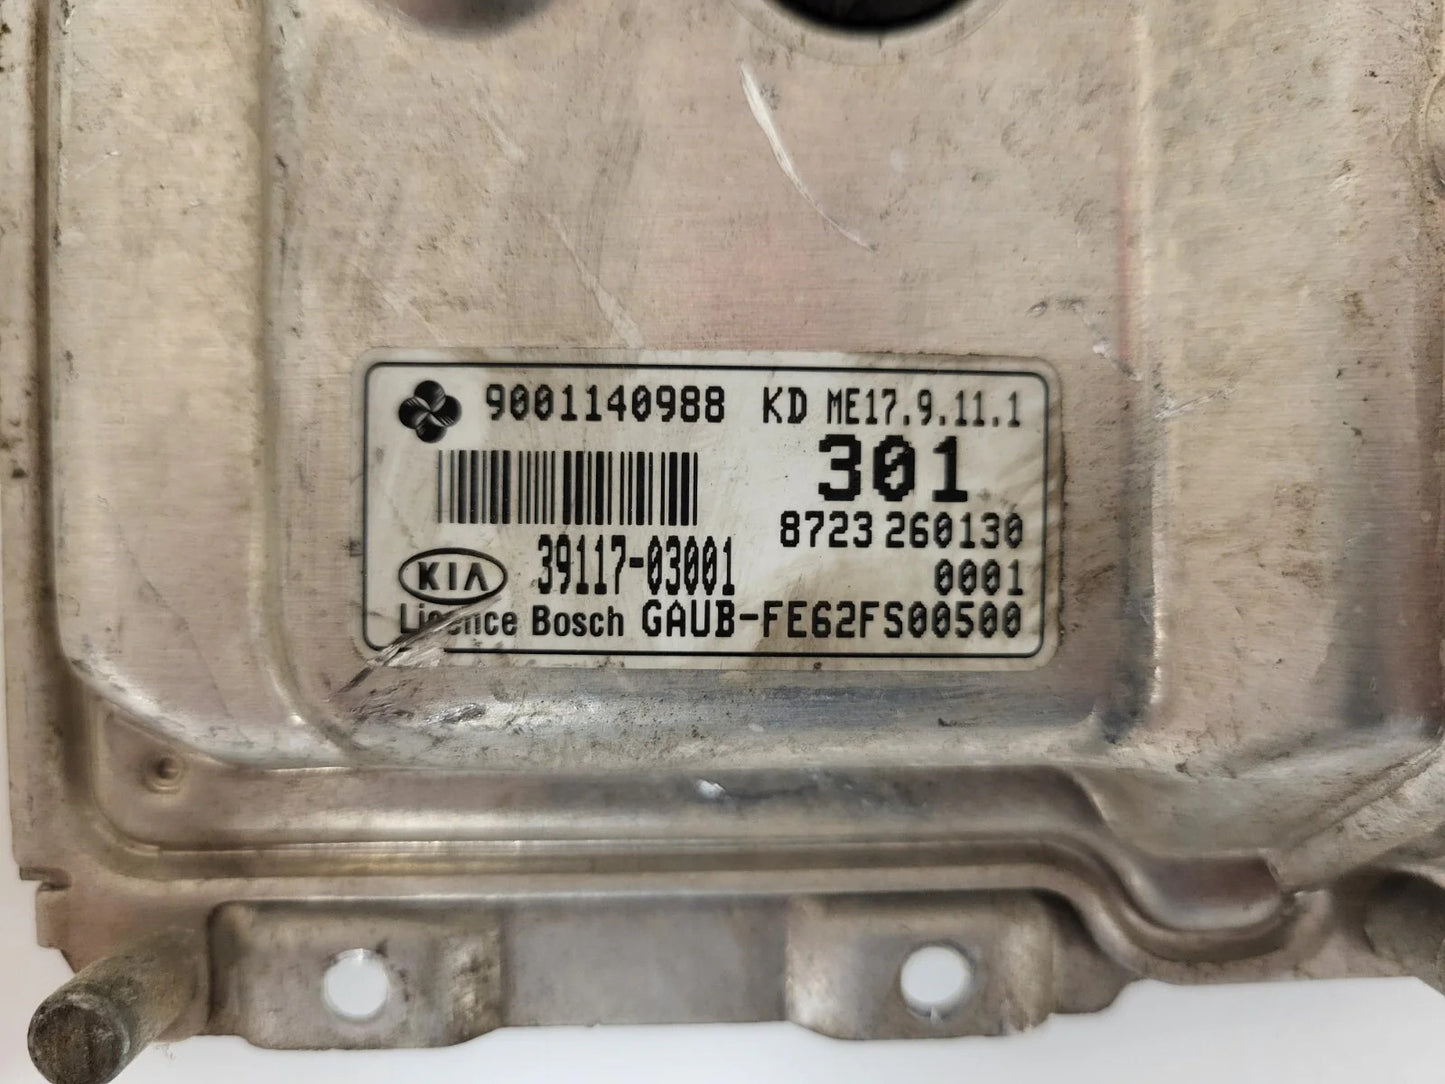 9001140988 KD ME17.9.11.1
301
8723 260130
KIA 39117-03001 0001
Licence Bosch GAUB-FE62FS00500